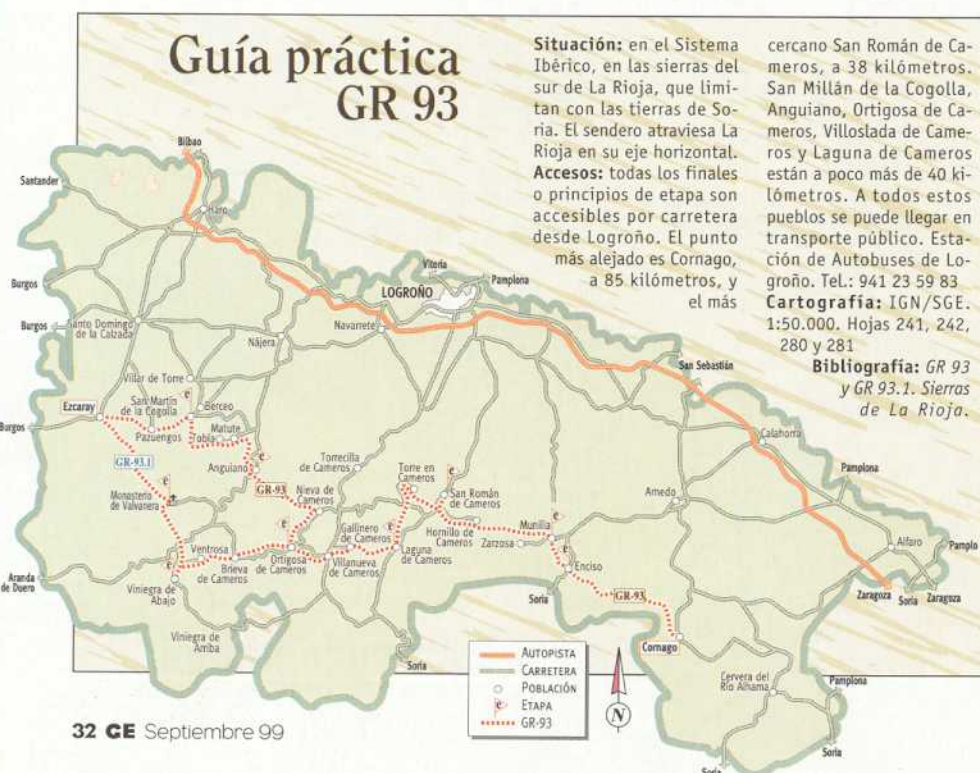 Guía práctica
GR 93
Situación: en el Sistema
Ibérico, en las sierras del
sur de La Rioja, que limi-
tan con las tierras de So-
ria. El sendero atraviesa La
Rioja en su eje horizontal.
Accesos: todas los finales
o principios de etapa son
accesibles por carretera
desde Logroño. El punto
más alejado es Cornago,
a 85 kilómetros, y
el más
cercano San Román de Ca-
meros, a 38 kilómetros.
San Millán de la Cogolla,
Anguiano, Ortigosa de Ca-
meros, Villoslada de Came-
ros y Laguna de Cameros
están a poco más de 40 ki-
lómetros. A todos estos
pueblos se puede llegar en
transporte público. Esta-
ción de Autobuses de Lo-
groño. Tel.: 941 23 59 83
Cartografía: IGN/SGE.
1:50.000. Hojas 241, 242,
280 y 281
Bibliografía: GR 93
y GR 93.1. Sierras
de La Rioja.
Bilbao
Santander
Haro
Vitoria
Pamplona
LOGROÑO
Burgos
Burgos
Santo Domingo
de la Calzada
Navarrete
Nájera
San Sebastián
Villar de Torre
San Martín
de la Cogolla
e
Berceo
Ezcaray
Burgos
Pazuengos
Matute
Tobía
Calahorra
GR-93.1
Anguiano
e
Torrecilla
de Cameros
Torre en
Cameros
e
San Román
de Cameros
Pamplona
Arnedo
GR-93
Nieva de
Cameros
Monasterio
de Valvanera
e
e
Gallinero de
Cameros
Hornillo de
Cameros
Munilla
e
Zarzosa
Alfaro
Pamplo
Ventrosa
Brieva de Cameros
Ortigosa
de Cameros
Villanueva de
Cameros
Laguna
de Cameros
e
Enciso
e
Aranda
de Duero
Viniegra de
Abajo
Soria
GR-93
Zaragoza
Soria
Zaragoza
Viniegra de
Arriba
Cornago
Soria
Cervera del
Río Alhama
Pamplona
Soria
Soria
AUTOPISTA
CARRETERA
POBLACIÓN
e ETAPA
GR-93
N
32 GE Septiembre 99